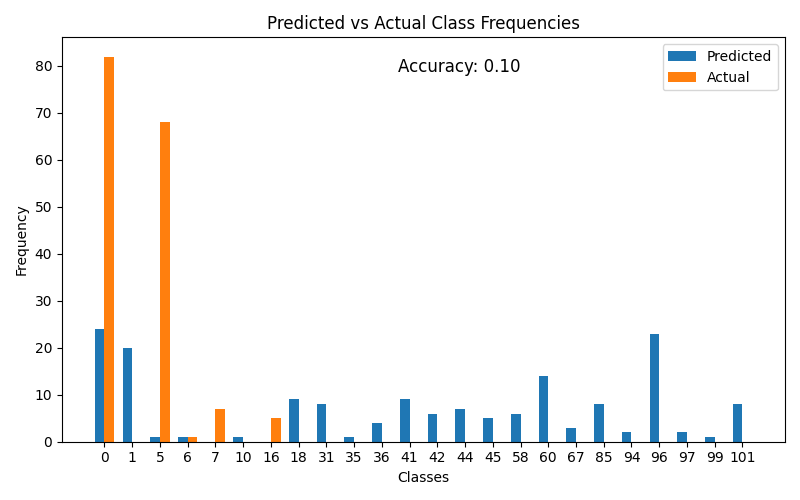 Predicted vs Actual Class Frequencies
Accuracy: 0.10
Predicted
Actual
Frequency
80
70
60
50
40
30
20
10
0
0 1 5 6 7 10 16 18 31 35 36 41 42 44 45 58 60 67 85 94 96 97 99 101
Classes